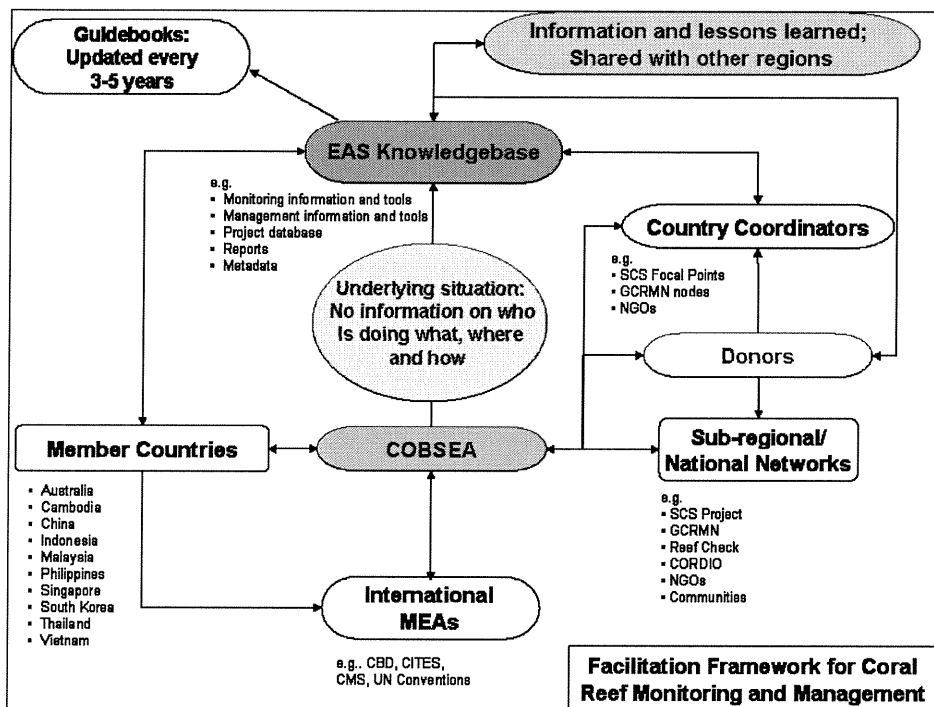 Guidebooks:
Updated every
3-5 years
Information and lessons learned;
Shared with other regions
EAS Knowledgebase
e.g.
▪ Monitoring information and tools
▪ Management information and tools
▪ Project database
▪ Reports
▪ Metadata
Country Coordinators
e.g.
▪ SCS Focal Points
▪ GCRMN nodes
▪ NGOs
Underlying situation:
No information on who
Is doing what, where
and how
Donors
Member Countries
▪ Australia
▪ Cambodia
▪ China
▪ Indonesia
▪ Malaysia
▪ Philippines
▪ Singapore
▪ South Korea
▪ Thailand
▪ Vietnam
COBSEA
Sub-regional/
National Networks
e.g.
▪ SCS Project
▪ GCRMN
▪ Reef Check
▪ CORDIO
▪ NGOs
▪ Communities
International
MEAs
e.g., CBD, CITES,
CMS, UN Conventions
Facilitation Framework for Coral
Reef Monitoring and Management